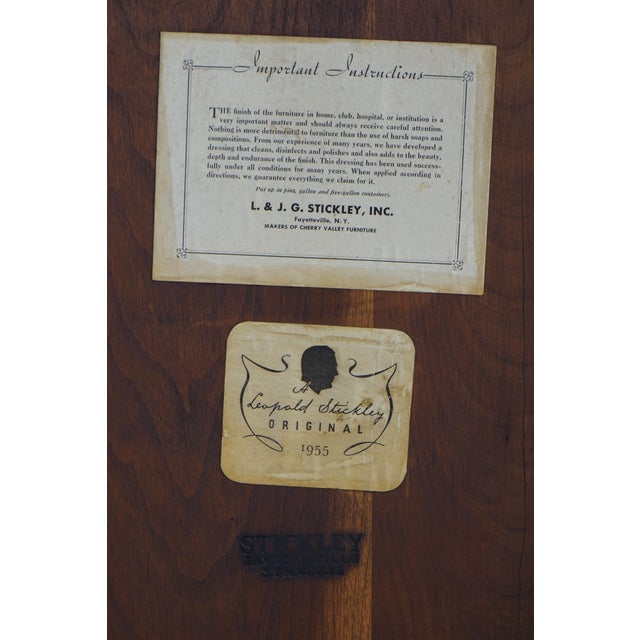 Important Instructions
THE finish of the furniture in house, club, hospital, or institution is a
very important matter and should always receive careful attention.
Nothing is more detrimental to furniture than the use of harsh soaps and
compositions. From our experience of many years, we have developed a
dressing that cleans, disinfects and polishes and also adds to the beauty,
depth and endurance of the finish. This dressing has been used success-
fully under all conditions for many years. When applied according to
directions, we guarantee everything we claim for it.
Put up in pint, gallon and five-gallon containers.
L. & J. G. STICKLEY, INC.
Fayetteville, N. Y.
MAKERS OF CHERRY VALLEY FURNITURE
A
Leopold Stickley
ORIGINAL
1955
STICKLEY